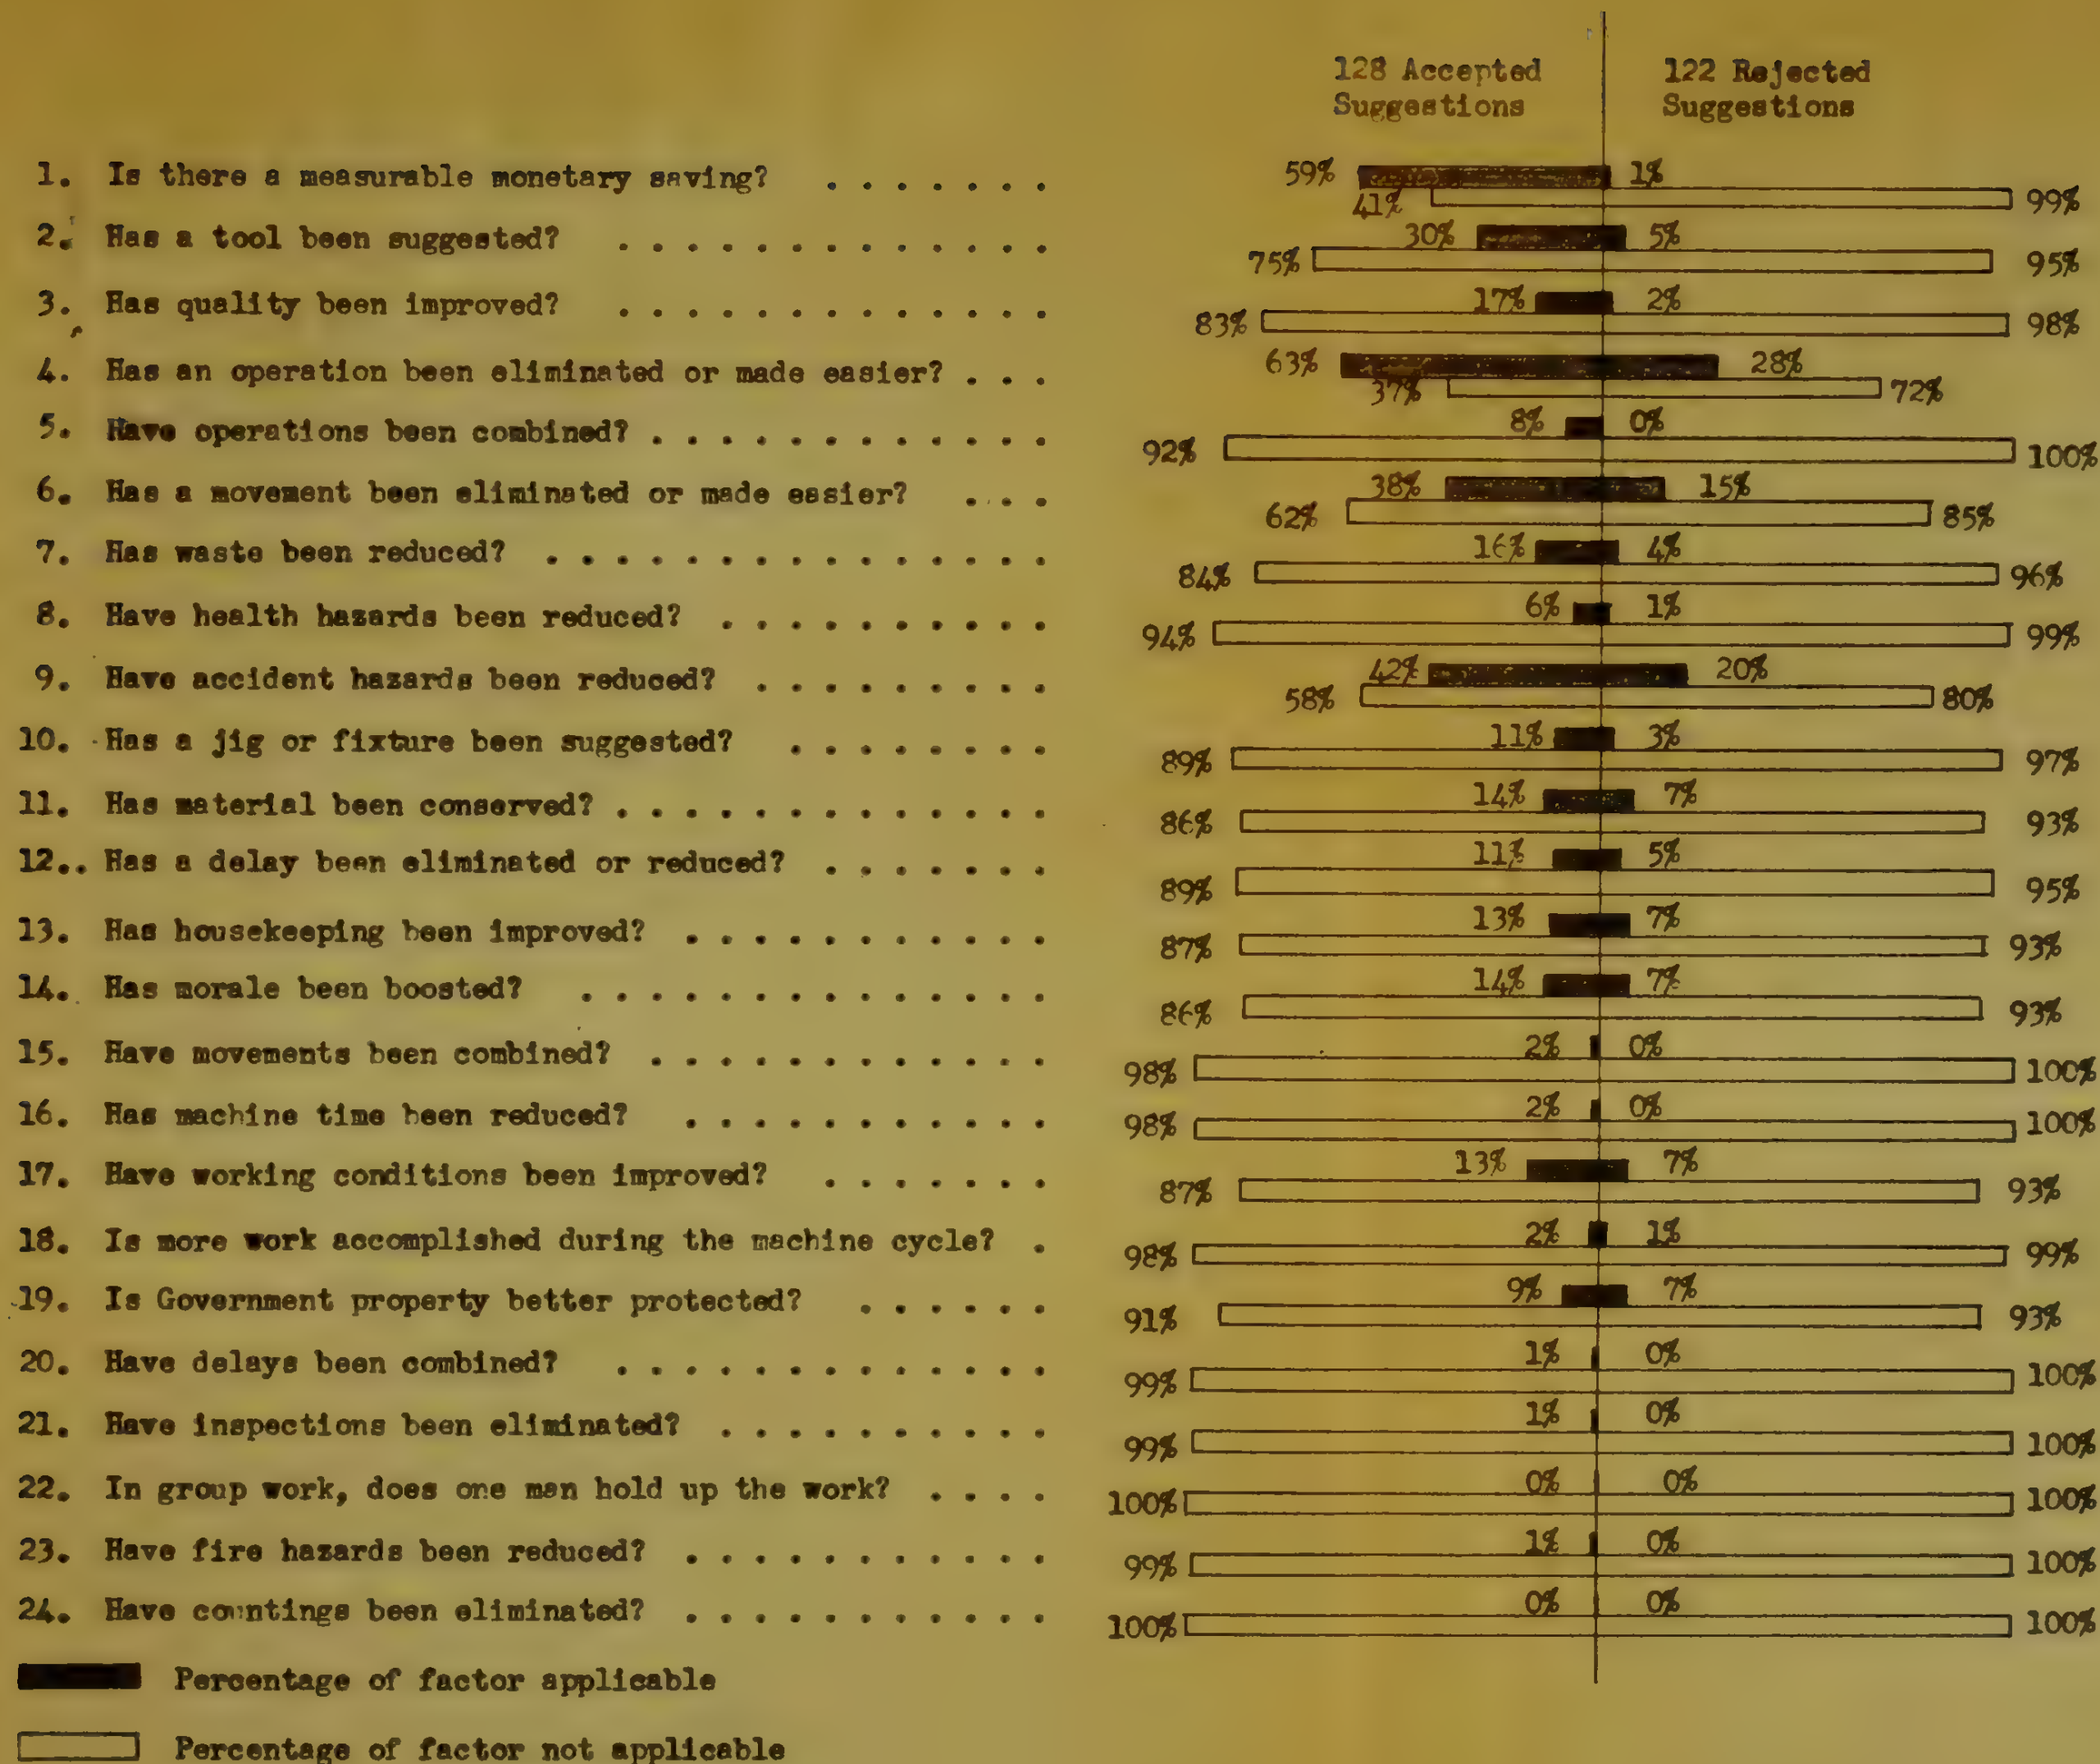 128 Accepted 122 Rejected
Suggestions Suggestions
1. Is there a measurable monetary saving? . . . . . . . 59% 1%
41% 99%
2. Has a tool been suggested? . . . . . . . . . . . . . 30% 5%
75% 95%
3. Has quality been improved? . . . . . . . . . . . . . 17% 2%
83% 98%
4. Has an operation been eliminated or made easier? . . . 63% 28%
37% 72%
5. Have operations been combined? . . . . . . . . . . . . 8% 0%
92% 100%
6. Has a movement been eliminated or made easier? . . . 38% 15%
62% 85%
7. Has waste been reduced? . . . . . . . . . . . . . . . 16% 4%
84% 96%
8. Have health hazards been reduced? . . . . . . . . . . 6% 1%
94% 99%
9. Have accident hazards been reduced? . . . . . . . . . 42% 20%
58% 80%
10. Has a jig or fixture been suggested? . . . . . . . . 11% 3%
89% 97%
11. Has material been conserved? . . . . . . . . . . . . . 14% 7%
86% 93%
12.. Has a delay been eliminated or reduced? . . . . . . . 11% 5%
89% 95%
13. Has housekeeping been improved? . . . . . . . . . . . 13% 7%
87% 93%
14. Has morale been boosted? . . . . . . . . . . . . . . 14% 7%
86% 93%
15. Have movements been combined? . . . . . . . . . . . . 2% 0%
98% 100%
16. Has machine time been reduced? . . . . . . . . . . . 2% 0%
98% 100%
17. Have working conditions been improved? . . . . . . . 13% 7%
87% 93%
18. Is more work accomplished during the machine cycle? . 2% 1%
98% 99%
19. Is Government property better protected? . . . . . . 9% 7%
91% 93%
20. Have delays been combined? . . . . . . . . . . . . . 1% 0%
99% 100%
21. Have inspections been eliminated? . . . . . . . . . . 1% 0%
99% 100%
22. In group work, does one man hold up the work? . . . . 0% 0%
100% 100%
23. Have fire hazards been reduced? . . . . . . . . . . . 1% 0%
99% 100%
24. Have countings been eliminated? . . . . . . . . . . . 0% 0%
100% 100%
Percentage of factor applicable
Percentage of factor not applicable